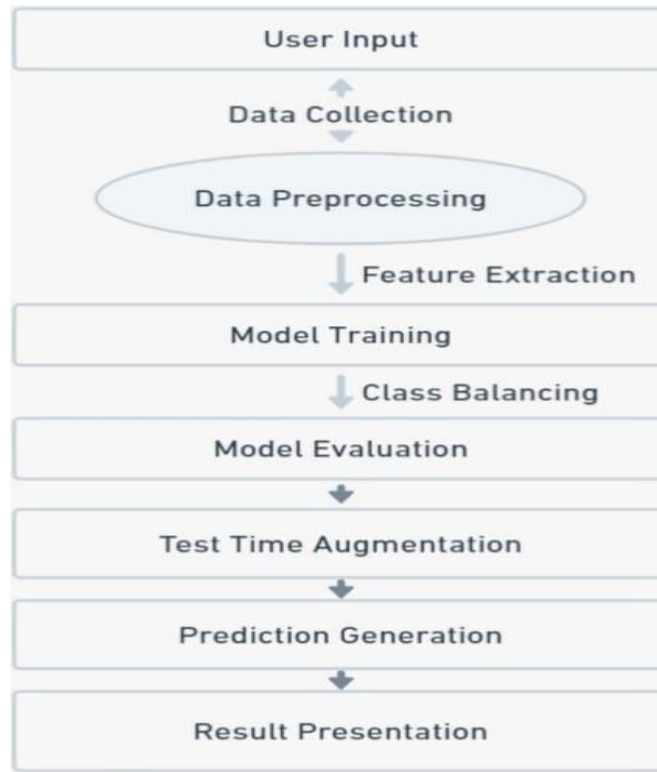 User Input
Data Collection
Data Preprocessing
Feature Extraction
Model Training
Class Balancing
Model Evaluation
Test Time Augmentation
Prediction Generation
Result Presentation